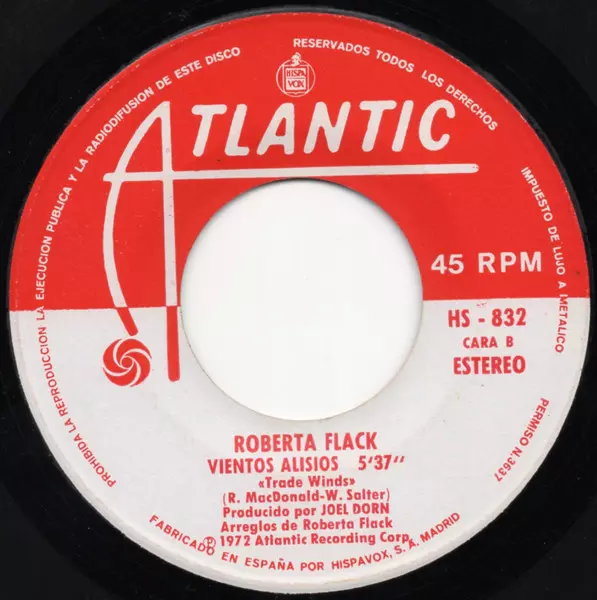 PROHIBIDA LA REPRODUCCION LA EJECUCION PUBLICA Y LA RADIODIFUSION DE ESTE DISCO
RESERVADOS TODOS LOS DERECHOS
IMPUESTO DE LUJO A METALICO
PERMISO N.3637
HISPA
VOX
ATLANTIC
45 RPM
HS - 832
CARA B
ESTEREO
ROBERTA FLACK
VIENTOS ALISIOS 5'37"
«Trade Winds»
(R. MacDonald-W. Salter)
Producido por JOEL DORN
Arreglos de Roberta Flack
Ⓟ1972 Atlantic Recording Corp.
FABRICADO EN ESPAÑA POR HISPAVOX, S. A. MADRID